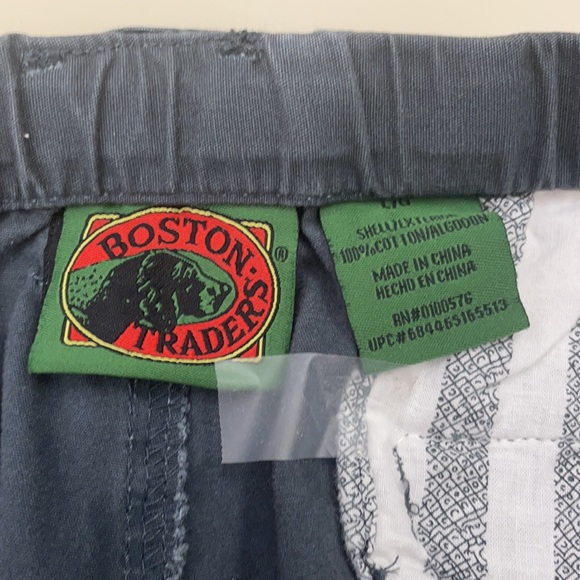 BOSTON
TRADERS
®
L/G
SHELL/EXTERIOR
100%COTTON/ALGODON
MADE IN CHINA
HECHO EN CHINA
RN#0100576
UPC#684465165513